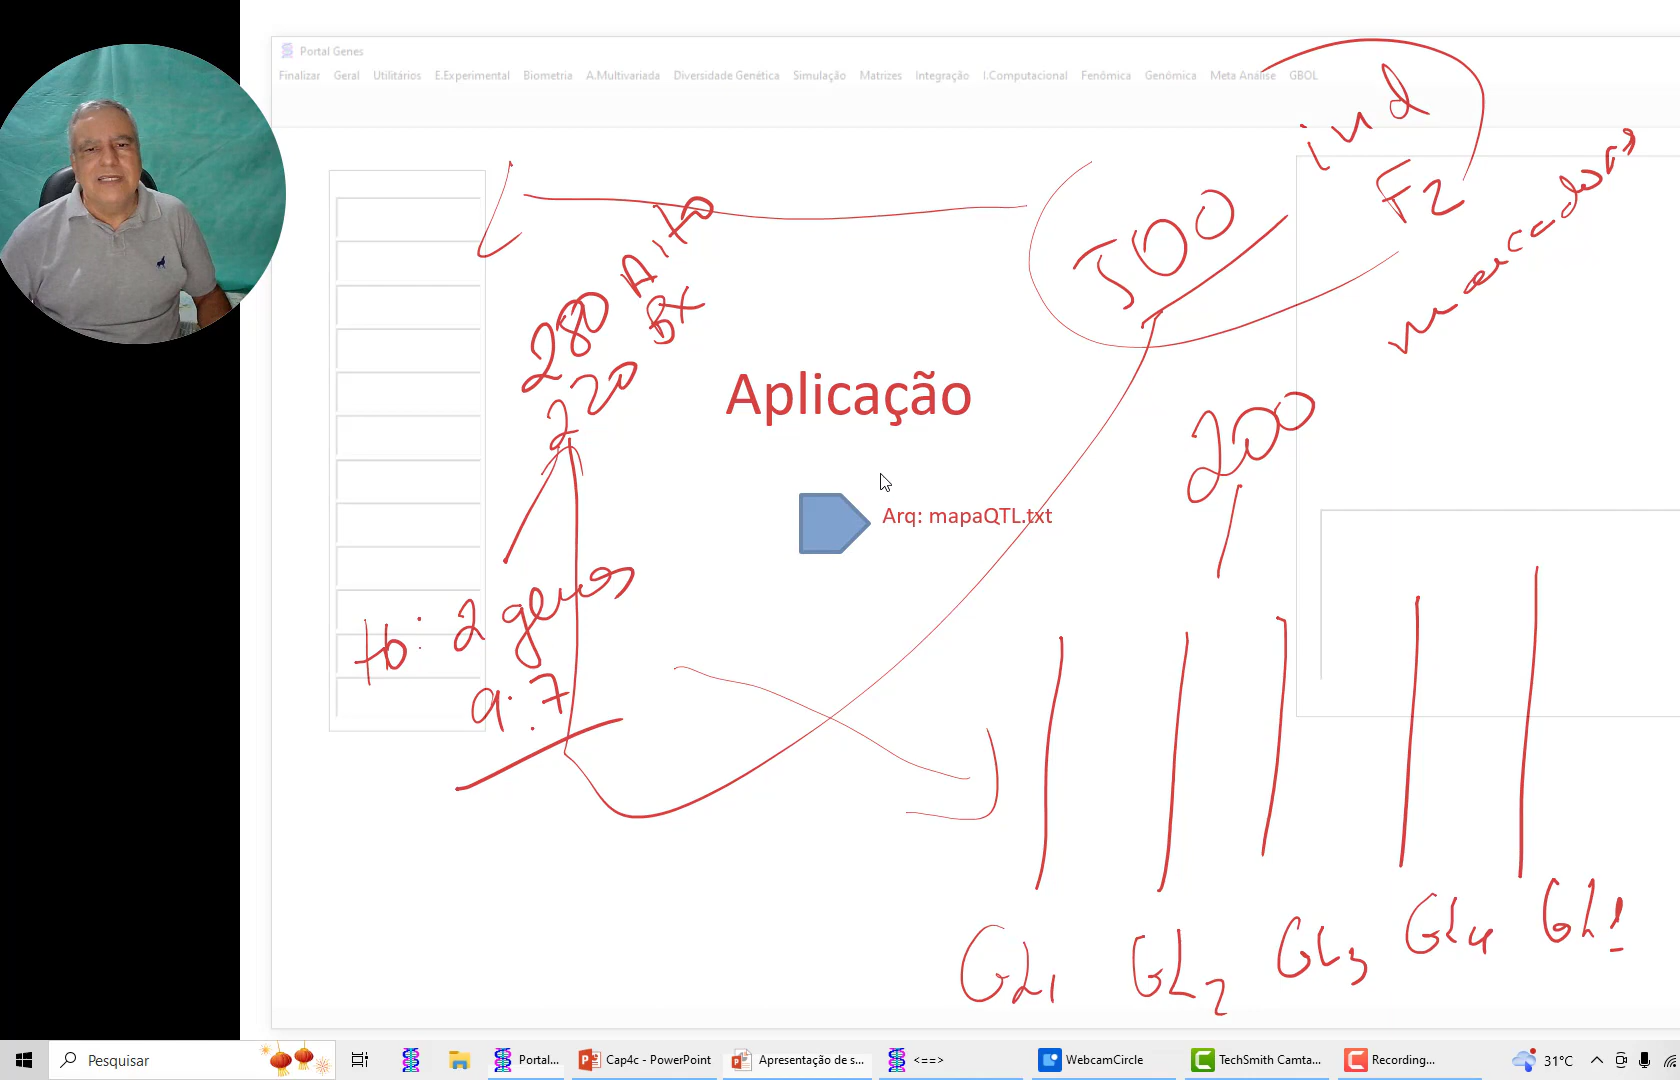 Portal Genes
Finalizar Geral Utilitários E.Experimental Biometria A.Multivariada Diversidade Genética Simulação Matrizes Integração I.Computacional Fenômica Genômica Meta Análise GBOL
500 ind
F2
marcadores
280 Alto
220 BX
Aplicação
200
Arq: mapaQTL.txt
Ho: 2 genes
9:7
GL1 GL2 GL3 GL4
Pesquisar
Portal...
Cap4c - PowerPoint
Apresentação de s...
<==>
WebcamCircle
TechSmith Camta...
Recording...
31°C